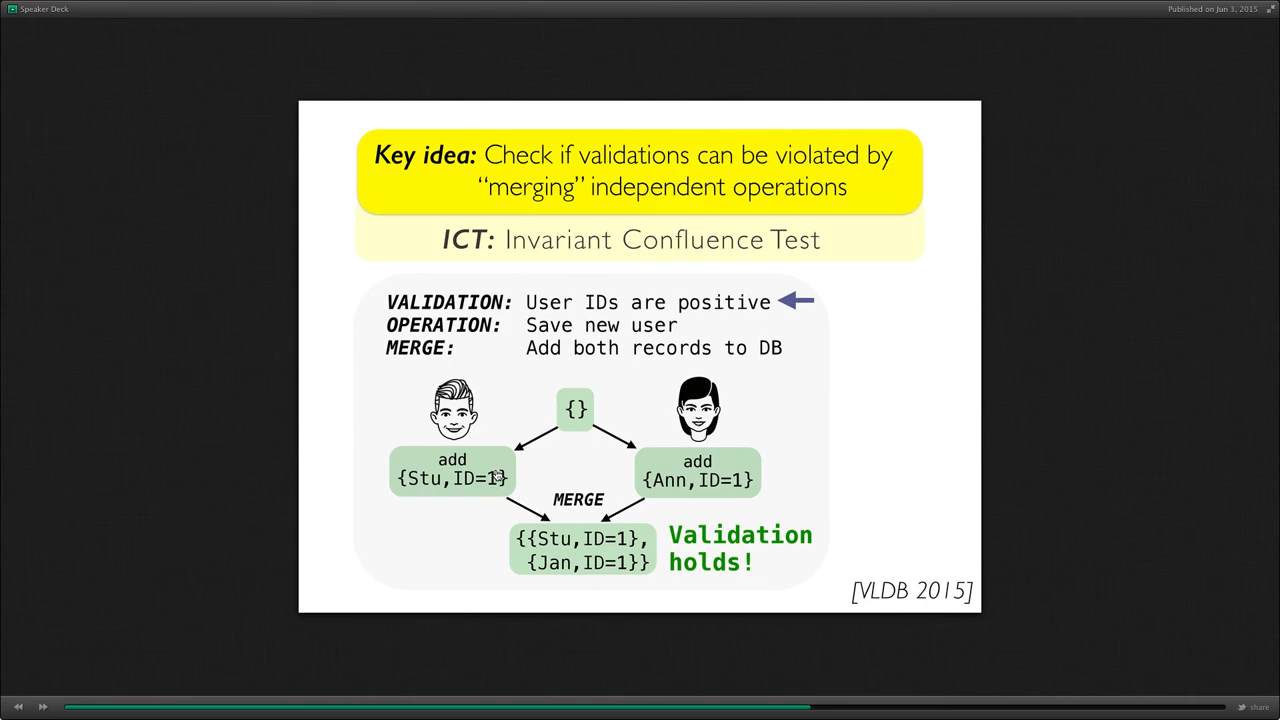 Speaker Deck
Published on Jun 3, 2015
Key idea: Check if validations can be violated by
“merging” independent operations
ICT: Invariant Confluence Test
VALIDATION: User IDs are positive
OPERATION: Save new user
MERGE: Add both records to DB
{}
add
{Stu,ID=1}
add
{Ann,ID=1}
MERGE
{{Stu,ID=1},
{Jan,ID=1}}
Validation
holds!
[VLDB 2015]
share